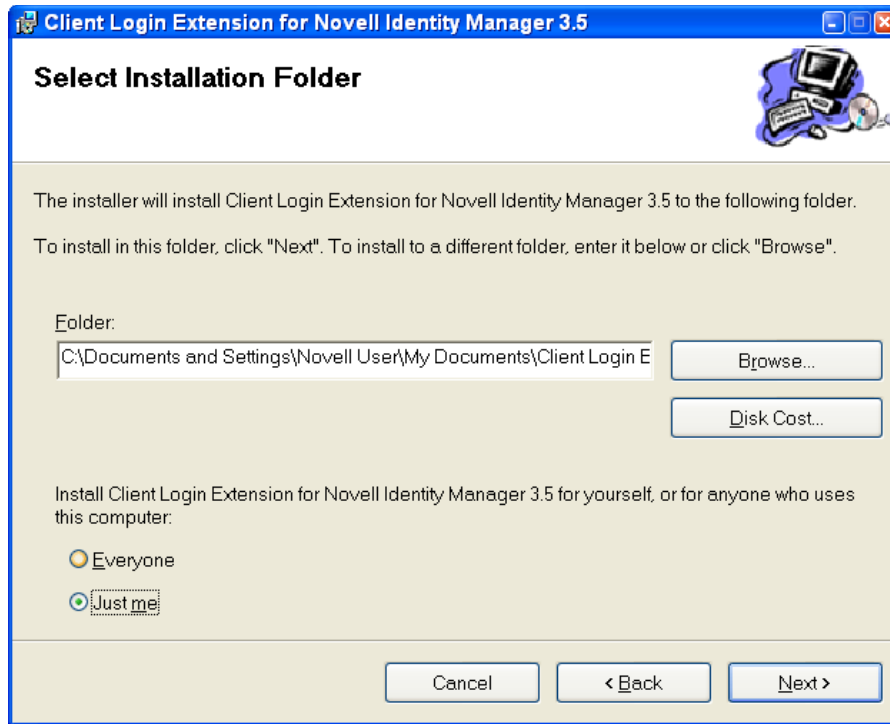 Client Login Extension for Novell Identity Manager 3.5
Select Installation Folder
The installer will install Client Login Extension for Novell Identity Manager 3.5 to the following folder.
To install in this folder, click "Next". To install to a different folder, enter it below or click "Browse".
Folder:
C:\Documents and Settings\Novell User\My Documents\Client Login E
Browse...
Disk Cost...
Install Client Login Extension for Novell Identity Manager 3.5 for yourself, or for anyone who uses
this computer:
Everyone
Just me
Cancel
< Back
Next >